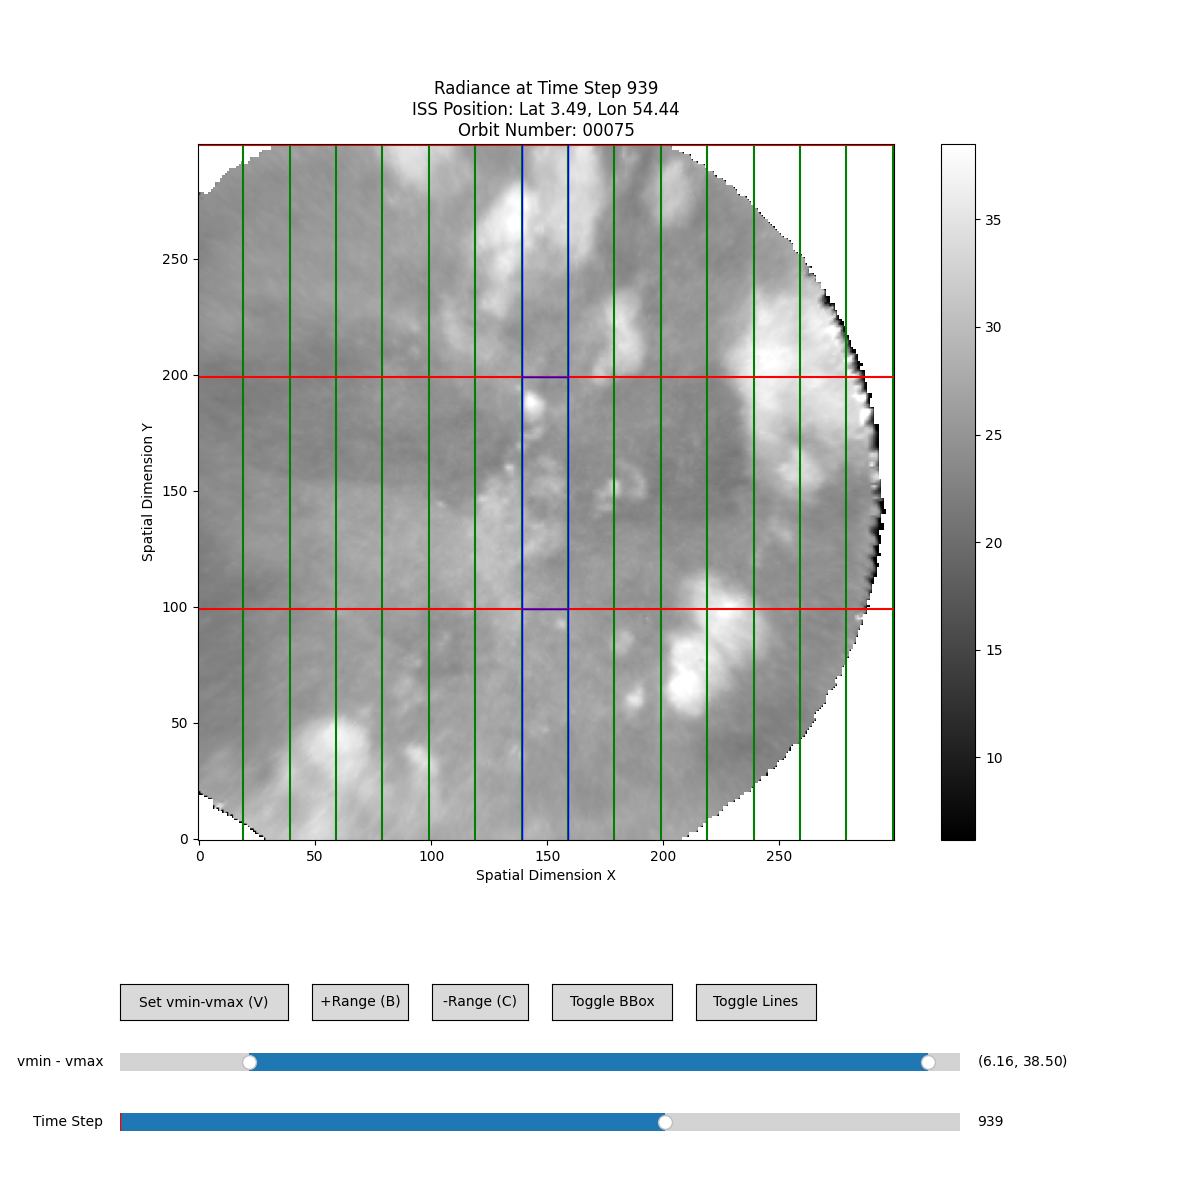 Radiance at Time Step 939
ISS Position: Lat 3.49, Lon 54.44
Orbit Number: 00075
Spatial Dimension Y
250
200
150
100
50
0
0 50 100 150 200 250
Spatial Dimension X
35
30
25
20
15
10
Set vmin-vmax (V) +Range (B) -Range (C) Toggle BBox Toggle Lines
vmin - vmax (6.16, 38.50)
Time Step 939